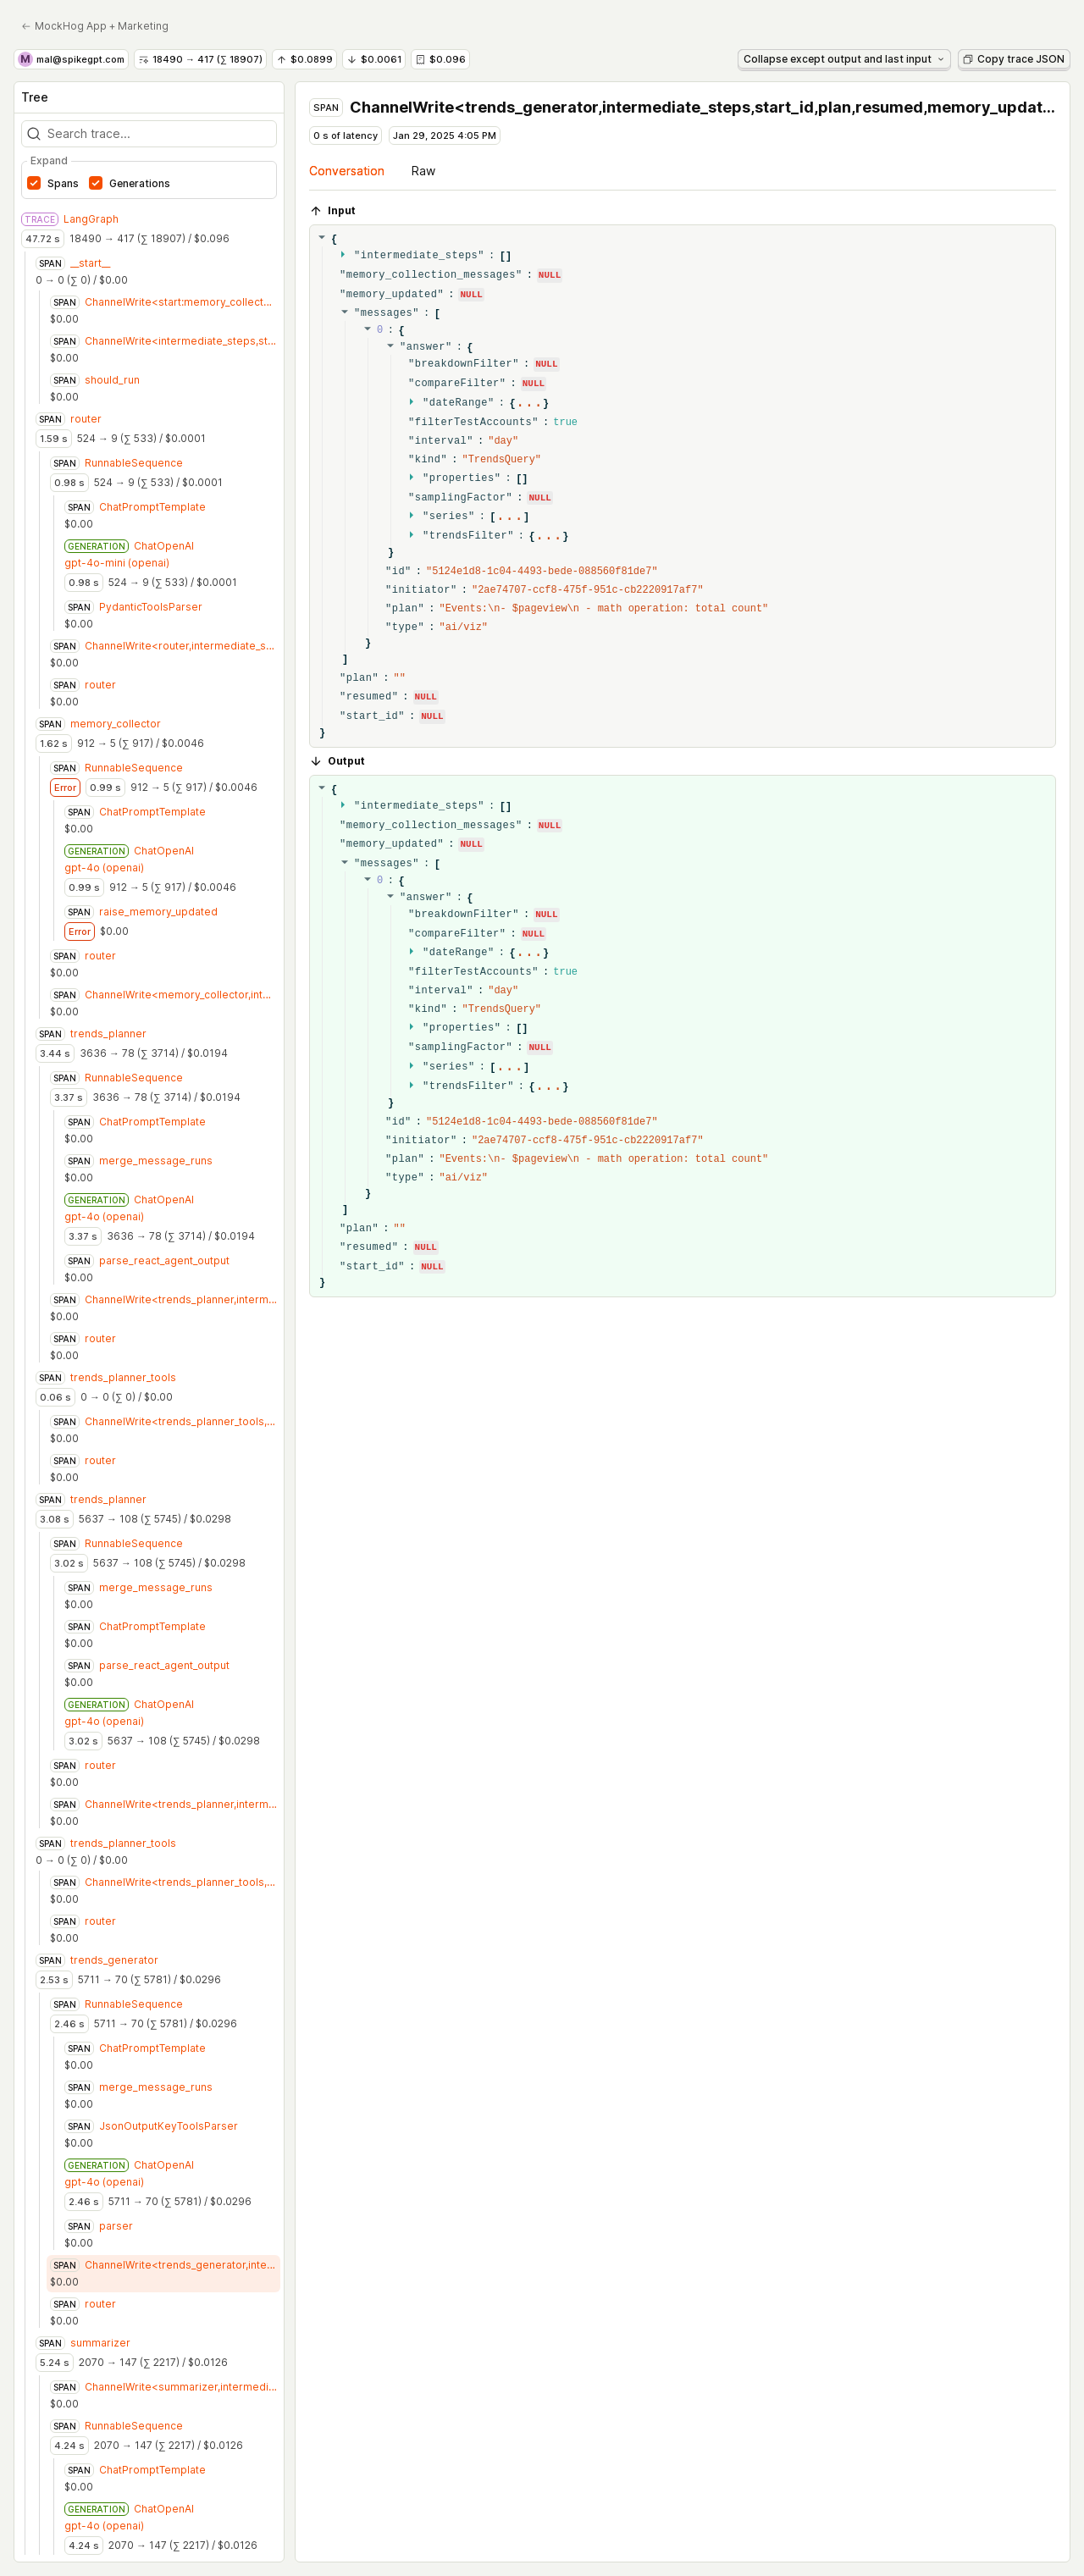 ← MockHog App + Marketing
M mal@spikegpt.com 18490 → 417 (∑ 18907) ↑ $0.0899 ↓ $0.0061 $0.096 Collapse except output and last input Copy trace JSON
Tree
Search trace...
Expand
Spans Generations
TRACE LangGraph
47.72 s 18490 → 417 (∑ 18907) / $0.096
SPAN __start__
0 → 0 (∑ 0) / $0.00
SPAN ChannelWrite<start:memory_collect...
$0.00
SPAN ChannelWrite<intermediate_steps,st...
$0.00
SPAN should_run
$0.00
SPAN router
1.59 s 524 → 9 (∑ 533) / $0.0001
SPAN RunnableSequence
0.98 s 524 → 9 (∑ 533) / $0.0001
SPAN ChatPromptTemplate
$0.00
GENERATION ChatOpenAI
gpt-4o-mini (openai)
0.98 s 524 → 9 (∑ 533) / $0.0001
SPAN PydanticToolsParser
$0.00
SPAN ChannelWrite<router,intermediate_s...
$0.00
SPAN router
$0.00
SPAN memory_collector
1.62 s 912 → 5 (∑ 917) / $0.0046
SPAN RunnableSequence
Error 0.99 s 912 → 5 (∑ 917) / $0.0046
SPAN ChatPromptTemplate
$0.00
GENERATION ChatOpenAI
gpt-4o (openai)
0.99 s 912 → 5 (∑ 917) / $0.0046
SPAN raise_memory_updated
Error $0.00
SPAN router
$0.00
SPAN ChannelWrite<memory_collector,int...
$0.00
SPAN trends_planner
3.44 s 3636 → 78 (∑ 3714) / $0.0194
SPAN RunnableSequence
3.37 s 3636 → 78 (∑ 3714) / $0.0194
SPAN ChatPromptTemplate
$0.00
SPAN merge_message_runs
$0.00
GENERATION ChatOpenAI
gpt-4o (openai)
3.37 s 3636 → 78 (∑ 3714) / $0.0194
SPAN parse_react_agent_output
$0.00
SPAN ChannelWrite<trends_planner,interm...
$0.00
SPAN router
$0.00
SPAN trends_planner_tools
0.06 s 0 → 0 (∑ 0) / $0.00
SPAN ChannelWrite<trends_planner_tools,...
$0.00
SPAN router
$0.00
SPAN trends_planner
3.08 s 5637 → 108 (∑ 5745) / $0.0298
SPAN RunnableSequence
3.02 s 5637 → 108 (∑ 5745) / $0.0298
SPAN merge_message_runs
$0.00
SPAN ChatPromptTemplate
$0.00
SPAN parse_react_agent_output
$0.00
GENERATION ChatOpenAI
gpt-4o (openai)
3.02 s 5637 → 108 (∑ 5745) / $0.0298
SPAN router
$0.00
SPAN ChannelWrite<trends_planner,interm...
$0.00
SPAN trends_planner_tools
0 → 0 (∑ 0) / $0.00
SPAN ChannelWrite<trends_planner_tools,...
$0.00
SPAN router
$0.00
SPAN trends_generator
2.53 s 5711 → 70 (∑ 5781) / $0.0296
SPAN RunnableSequence
2.46 s 5711 → 70 (∑ 5781) / $0.0296
SPAN ChatPromptTemplate
$0.00
SPAN merge_message_runs
$0.00
SPAN JsonOutputKeyToolsParser
$0.00
GENERATION ChatOpenAI
gpt-4o (openai)
2.46 s 5711 → 70 (∑ 5781) / $0.0296
SPAN parser
$0.00
SPAN ChannelWrite<trends_generator,inte...
$0.00
SPAN router
$0.00
SPAN summarizer
5.24 s 2070 → 147 (∑ 2217) / $0.0126
SPAN ChannelWrite<summarizer,intermedi...
$0.00
SPAN RunnableSequence
4.24 s 2070 → 147 (∑ 2217) / $0.0126
SPAN ChatPromptTemplate
$0.00
GENERATION ChatOpenAI
gpt-4o (openai)
4.24 s 2070 → 147 (∑ 2217) / $0.0126
SPAN ChannelWrite<trends_generator,intermediate_steps,start_id,plan,resumed,memory_updat...
0 s of latency Jan 29, 2025 4:05 PM
Conversation Raw
↑ Input
{
"intermediate_steps" : []
"memory_collection_messages" : NULL
"memory_updated" : NULL
"messages" : [
0 : {
"answer" : {
"breakdownFilter" : NULL
"compareFilter" : NULL
"dateRange" : {...}
"filterTestAccounts" : true
"interval" : "day"
"kind" : "TrendsQuery"
"properties" : []
"samplingFactor" : NULL
"series" : [...]
"trendsFilter" : {...}
}
"id" : "5124e1d8-1c04-4493-bede-088560f81de7"
"initiator" : "2ae74707-ccf8-475f-951c-cb2220917af7"
"plan" : "Events:\n- $pageview\n - math operation: total count"
"type" : "ai/viz"
}
]
"plan" : ""
"resumed" : NULL
"start_id" : NULL
}
↓ Output
{
"intermediate_steps" : []
"memory_collection_messages" : NULL
"memory_updated" : NULL
"messages" : [
0 : {
"answer" : {
"breakdownFilter" : NULL
"compareFilter" : NULL
"dateRange" : {...}
"filterTestAccounts" : true
"interval" : "day"
"kind" : "TrendsQuery"
"properties" : []
"samplingFactor" : NULL
"series" : [...]
"trendsFilter" : {...}
}
"id" : "5124e1d8-1c04-4493-bede-088560f81de7"
"initiator" : "2ae74707-ccf8-475f-951c-cb2220917af7"
"plan" : "Events:\n- $pageview\n - math operation: total count"
"type" : "ai/viz"
}
]
"plan" : ""
"resumed" : NULL
"start_id" : NULL
}